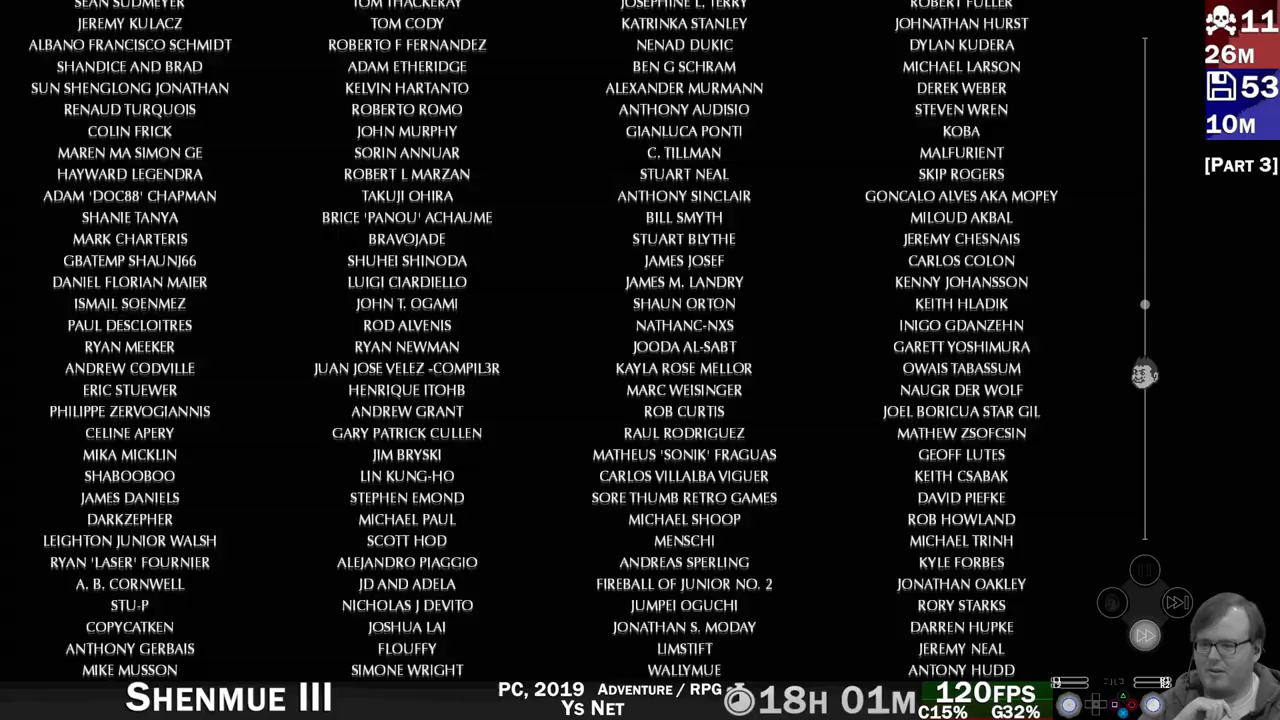 SEAN SUDMEYER TOM THACKERAY JOSEPHINE L. TERRY ROBERT FULLER
JEREMY KULACZ TOM CODY KATRINKA STANLEY JOHNATHAN HURST
ALBANO FRANCISCO SCHMIDT ROBERTO F FERNANDEZ NENAD DUKIC DYLAN KUDERA
SHANDICE AND BRAD ADAM ETHERIDGE BEN G SCHRAM MICHAEL LARSON
SUN SHENGLONG JONATHAN KELVIN HARTANTO ALEXANDER MURMANN DEREK WEBER
RENAUD TURQUOIS ROBERTO ROMO ANTHONY AUDISIO STEVEN WREN
COLIN FRICK JOHN MURPHY GIANLUCA PONTI KOBA
MAREN MA SIMON GE SORIN ANNUAR C. TILLMAN MALFURIENT
HAYWARD LEGENDRA ROBERT L MARZAN STUART NEAL SKIP ROGERS
ADAM 'DOC88' CHAPMAN TAKUJI OHIRA ANTHONY SINCLAIR GONCALO ALVES AKA MOPEY
SHANIE TANYA BRICE 'PANOU' ACHAUME BILL SMYTH MILOUD AKBAL
MARK CHARTERIS BRAVOJADE STUART BLYTHE JEREMY CHESNAIS
GBATEMP SHAUNJ66 SHUHEI SHINODA JAMES JOSEF CARLOS COLON
DANIEL FLORIAN MAIER LUIGI CIARDIELLO JAMES M. LANDRY KENNY JOHANSSON
ISMAIL SOENMEZ JOHN T. OGAMI SHAUN ORTON KEITH HLADIK
PAUL DESCLOITRES ROD ALVENIS NATHANC-NXS INIGO GDANZEHN
RYAN MEEKER RYAN NEWMAN JOODA AL-SABT GARETT YOSHIMURA
ANDREW CODVILLE JUAN JOSE VELEZ -COMPIL3R KAYLA ROSE MELLOR OWAIS TABASSUM
ERIC STUEWER HENRIQUE ITOHB MARC WEISINGER NAUGR DER WOLF
PHILIPPE ZERVOGIANNIS ANDREW GRANT ROB CURTIS JOEL BORICUA STAR GIL
CELINE APERY GARY PATRICK CULLEN RAUL RODRIGUEZ MATHEW ZSOFCSIN
MIKA MICKLIN JIM BRYSKI MATHEUS 'SONIK' FRAGUAS GEOFF LUTES
SHABOOBOO LIN KUNG-HO CARLOS VILLALBA VIGUER KEITH CSABAK
JAMES DANIELS STEPHEN EMOND SORE THUMB RETRO GAMES DAVID PIEFKE
DARKZEPHER MICHAEL PAUL MICHAEL SHOOP ROB HOWLAND
LEIGHTON JUNIOR WALSH SCOTT HOD MENSCHI MICHAEL TRINH
RYAN 'LASER' FOURNIER ALEJANDRO PIAGGIO ANDREAS SPERLING KYLE FORBES
A. B. CORNWELL JD AND ADELA FIREBALL OF JUNIOR NO. 2 JONATHAN OAKLEY
STU-P NICHOLAS J DEVITO JUMPEI OGUCHI RORY STARKS
COPYCATKEN JOSHUA LAI JONATHAN S. MODAY DARREN HUPKE
ANTHONY GERBAIS FLOUFFY LIMSTIFT JEREMY NEAL
MIKE MUSSON SIMONE WRIGHT WALLYMUE ANTONY HUDD
11
26M
53
10M
[PART 3]
SHENMUE III
PC, 2019 ADVENTURE / RPG
YS NET
18H 01M
120FPS
C15% G32%